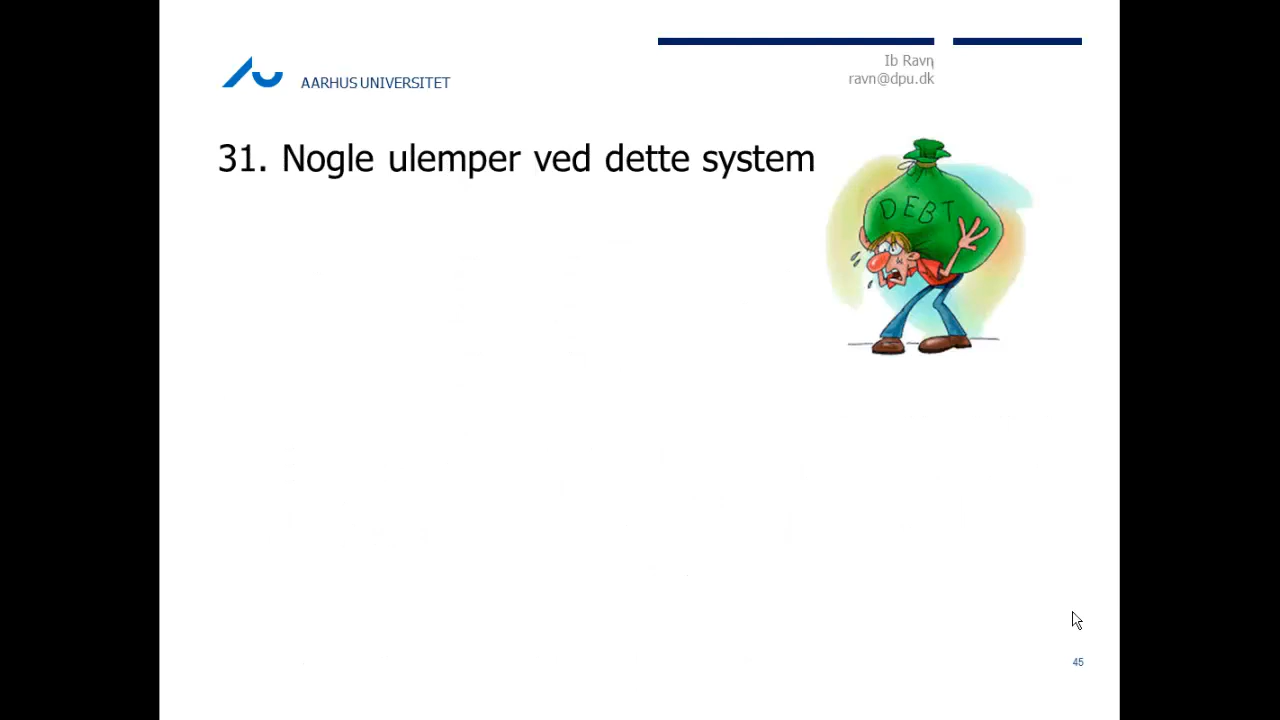 AARHUS UNIVERSITET
Ib Ravn
ravn@dpu.dk
31. Nogle ulemper ved dette system
DEBT
45